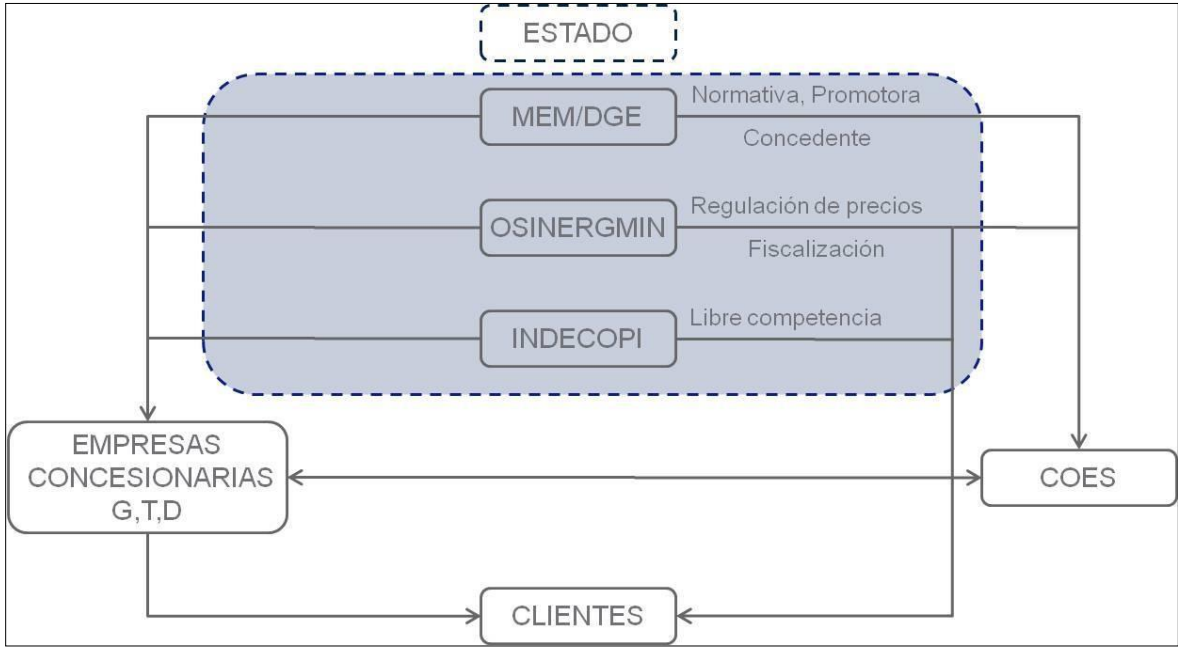 ESTADO
MEM/DGE
Normativa, Promotora
Concedente
OSINERGMIN
Regulación de precios
Fiscalización
INDECOPI
Libre competencia
EMPRESAS
CONCESIONARIAS
G,T,D
COES
CLIENTES